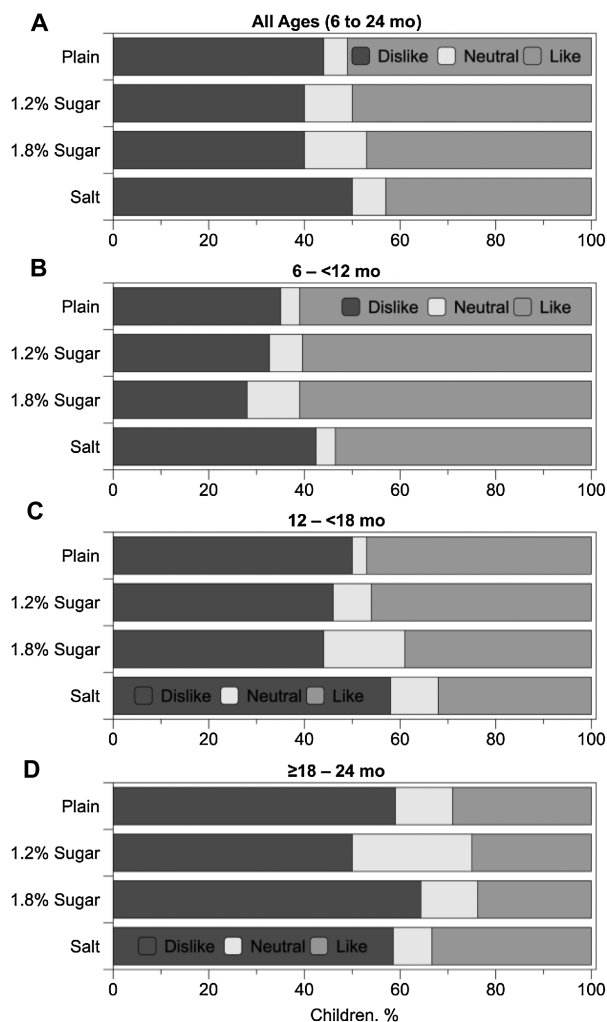 A
All Ages (6 to 24 mo)
Plain
Dislike Neutral Like
1.2% Sugar
1.8% Sugar
Salt
0 20 40 60 80 100
B
6 – <12 mo
Plain
Dislike Neutral Like
1.2% Sugar
1.8% Sugar
Salt
0 20 40 60 80 100
C
12 – <18 mo
Plain
1.2% Sugar
1.8% Sugar
Salt
Dislike Neutral Like
0 20 40 60 80 100
D
≥18 – 24 mo
Plain
1.2% Sugar
1.8% Sugar
Salt
Dislike Neutral Like
0 20 40 60 80 100
Children, %